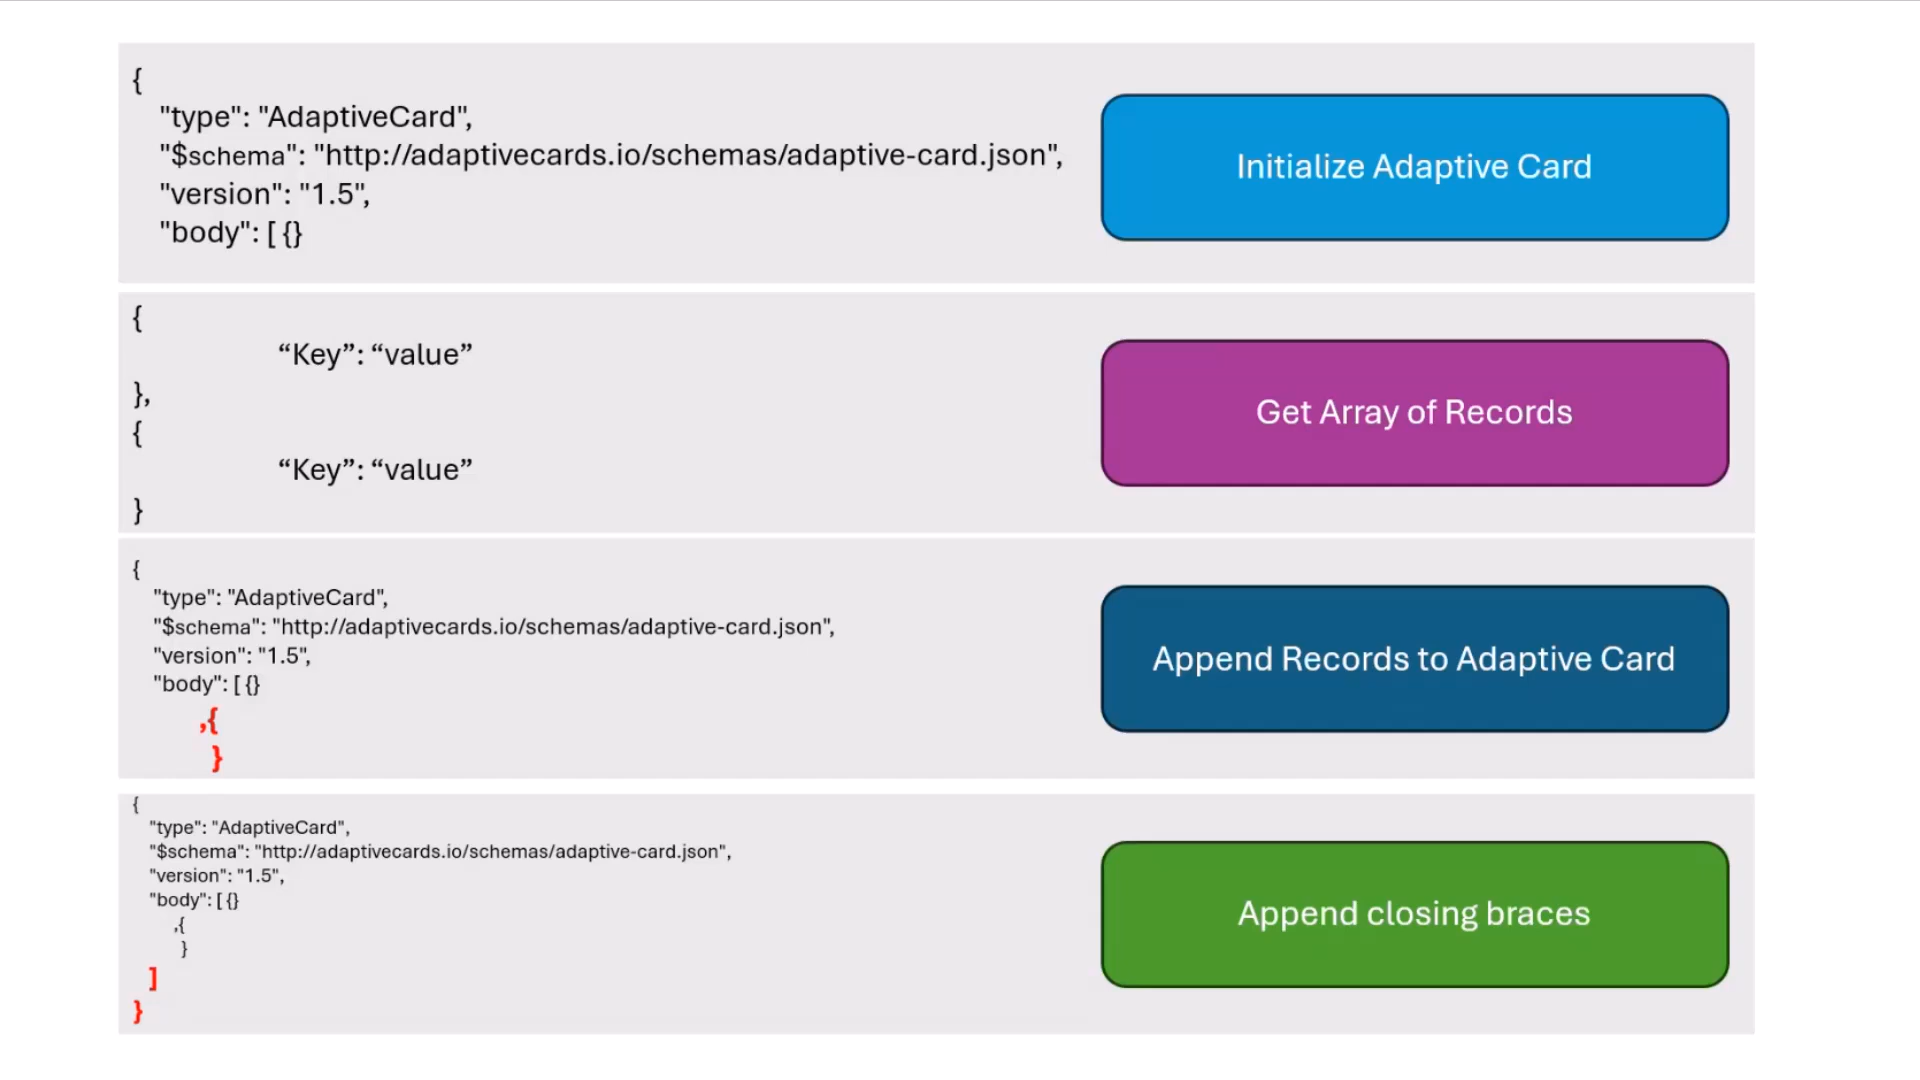 {
"type": "AdaptiveCard",
"$schema": "http://adaptivecards.io/schemas/adaptive-card.json",
"version": "1.5",
"body": [ {}
Initialize Adaptive Card
{
“Key”: “value”
},
{
“Key”: “value”
}
Get Array of Records
{
"type": "AdaptiveCard",
"$schema": "http://adaptivecards.io/schemas/adaptive-card.json",
"version": "1.5",
"body": [ {}
,{
}
Append Records to Adaptive Card
{
"type": "AdaptiveCard",
"$schema": "http://adaptivecards.io/schemas/adaptive-card.json",
"version": "1.5",
"body": [ {}
,{
}
]
}
Append closing braces